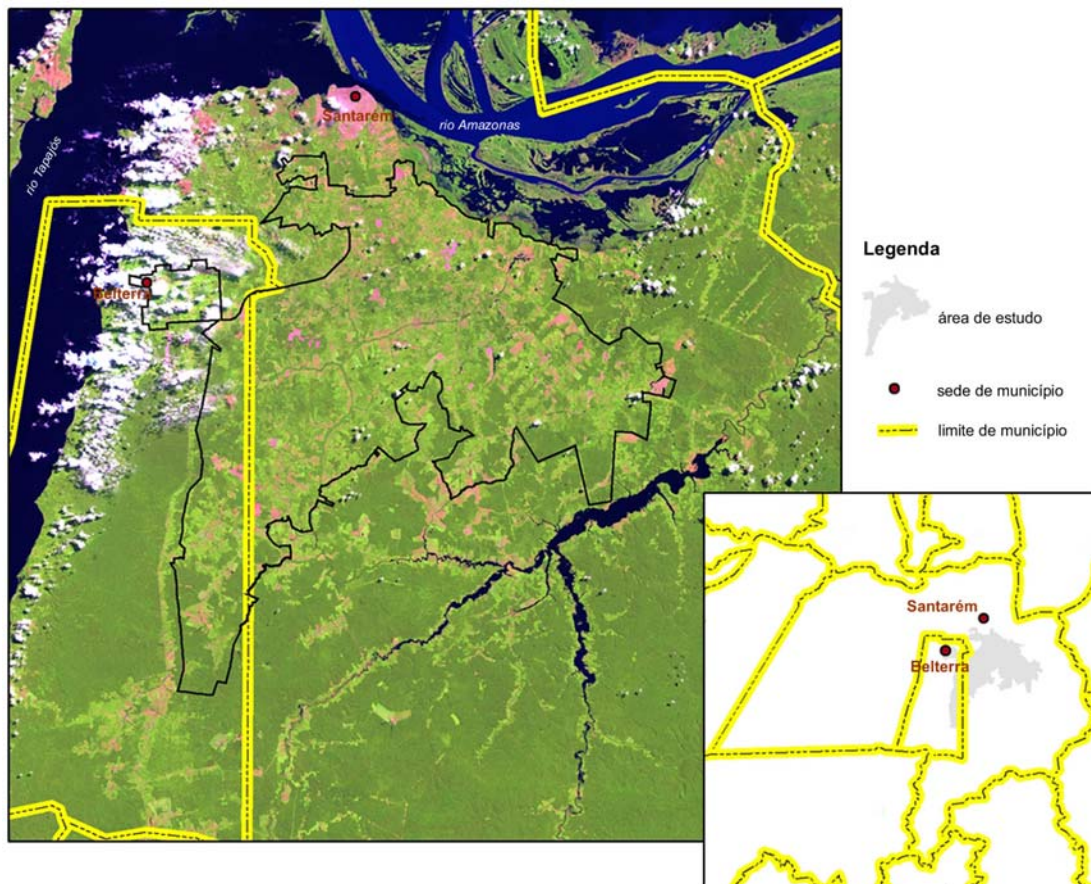 Santarém
rio Amazonas
rio Tapajós
Belterra
Legenda
área de estudo
sede de município
limite de município
Santarém
Belterra